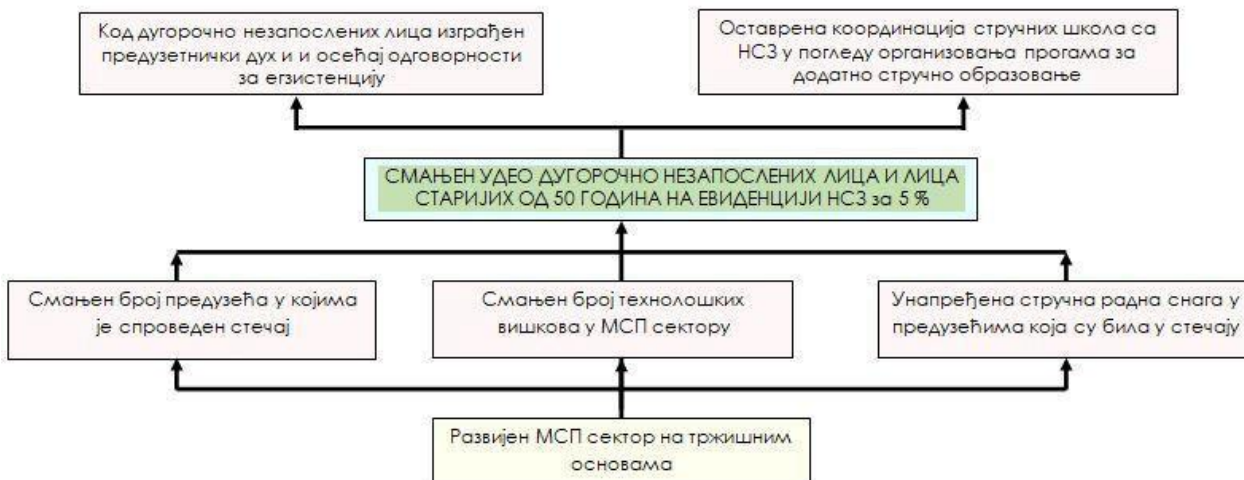 Код дугорочно незапослених лица изграђен
предузетнички дух и и осећај одговорности
за егзистенцију
Оставрена координација стручних школа са
НСЗ у погледу организовања прогама за
додатно стручно образовање
СМАЊЕН УДЕО ДУГОРОЧНО НЕЗАПОСЛЕНИХ ЛИЦА И ЛИЦА
СТАРИЈИХ ОД 50 ГОДИНА НА ЕВИДЕНЦИЈИ НСЗ за 5 %
Смањен број предузећа у којима
је спроведен стечај
Смањен број технолошких
вишкова у МСП сектору
Унапређена стручна радна снага у
предузећима која су била у стечају
Развијен МСП сектор на тржишним
основама